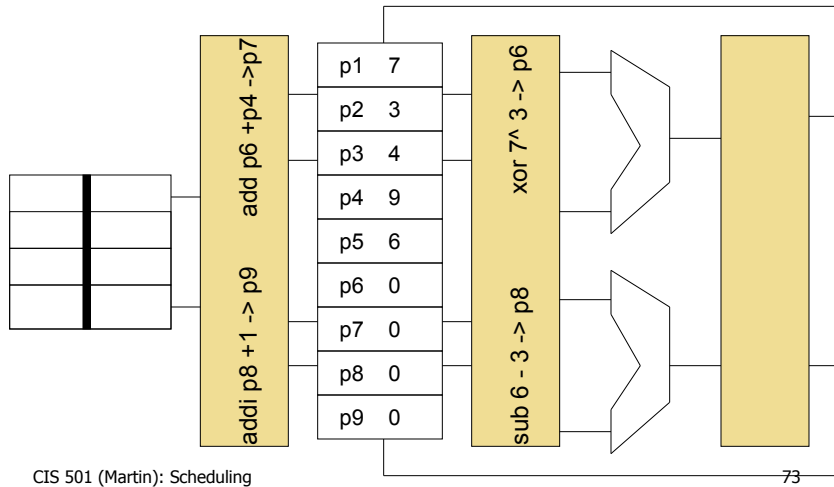 add p6 +p4 ->p7
addi p8 +1 -> p9
p1 7
p2 3
p3 4
p4 9
p5 6
p6 0
p7 0
p8 0
p9 0
xor 7^ 3 -> p6
sub 6 - 3 -> p8
CIS 501 (Martin): Scheduling
73